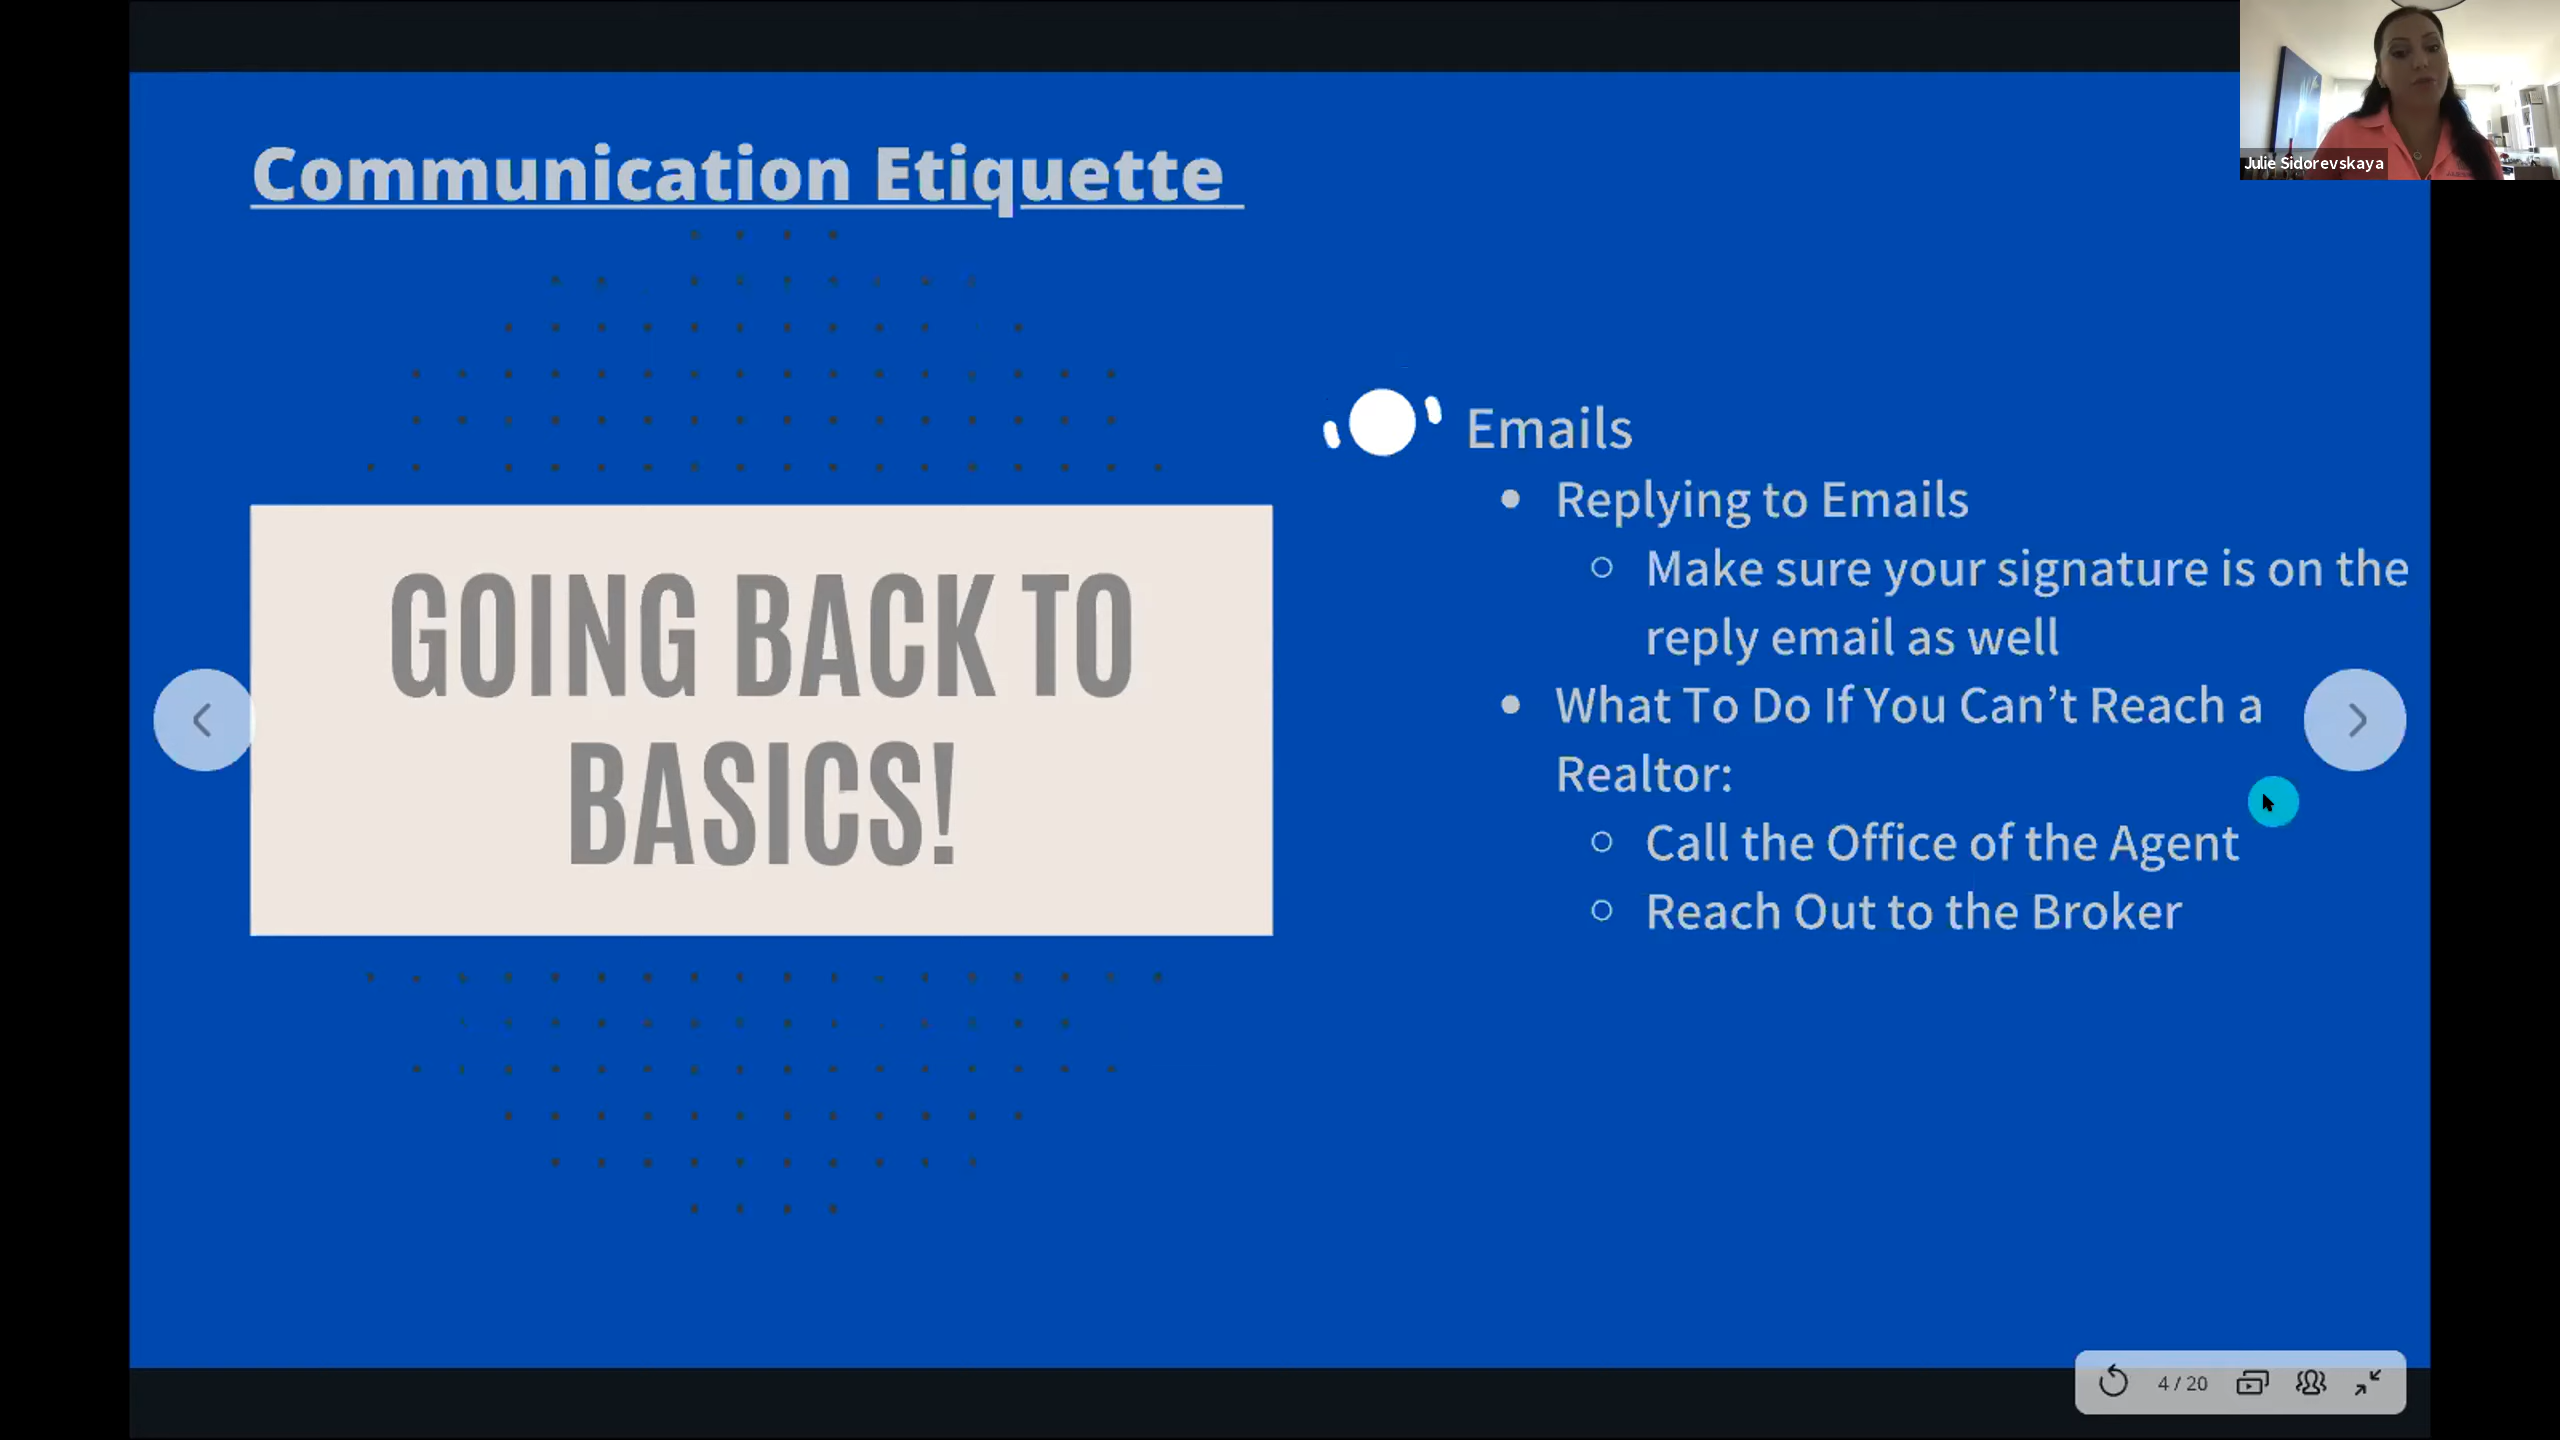 Communication Etiquette
GOING BACK TO
BASICS!
Emails
Replying to Emails
Make sure your signature is on the
reply email as well
What To Do If You Can’t Reach a
Realtor:
Call the Office of the Agent
Reach Out to the Broker
Julie Sidorevskaya
4 / 20